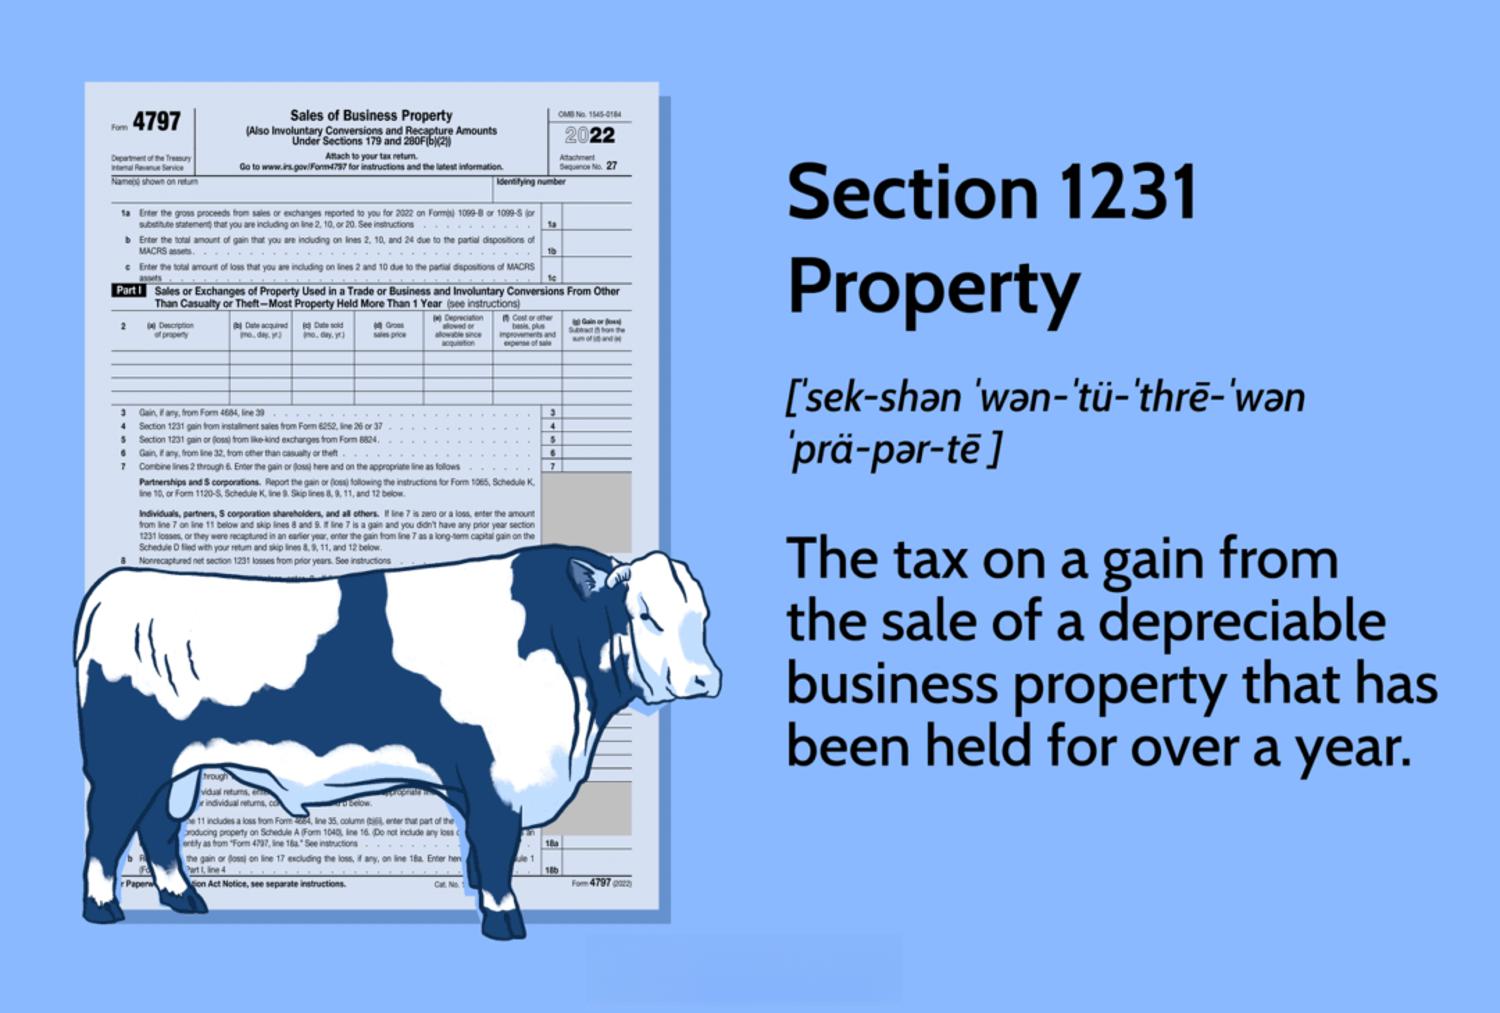 Form 4797
Department of the Treasury
Internal Revenue Service
Sales of Business Property
(Also Involuntary Conversions and Recapture Amounts
Under Sections 179 and 280F(b)(2))
Attach to your tax return.
Go to www.irs.gov/Form4797 for instructions and the latest information.
OMB No. 1545-0184
2022
Attachment
Sequence No. 27
Name(s) shown on return
Identifying number
1a Enter the gross proceeds from sales or exchanges reported to you for 2022 on Form(s) 1099-B or 1099-S (or
substitute statement) that you are including on line 2, 10, or 20. See instructions . . . . . . . . . 1a
b Enter the total amount of gain that you are including on lines 2, 10, and 24 due to the partial dispositions of
MACRS assets. . . . . . . . . . . . . . . . . . . . . . . . . . . . . 1b
c Enter the total amount of loss that you are including on lines 2 and 10 due to the partial dispositions of MACRS
assets . . . . . . . . . . . . . . . . . . . . . . . . . . . . . . . 1c
Part I Sales or Exchanges of Property Used in a Trade or Business and Involuntary Conversions From Other
Than Casualty or Theft—Most Property Held More Than 1 Year (see instructions)
2
(a) Description
of property
(b) Date acquired
(mo., day, yr.)
(c) Date sold
(mo., day, yr.)
(d) Gross
sales price
(e) Depreciation
allowed or
allowable since
acquisition
(f) Cost or other
basis, plus
improvements and
expense of sale
(g) Gain or (loss)
Subtract (f) from the
sum of (d) and (e)
3 Gain, if any, from Form 4684, line 39 . . . . . . . . . . . . . . . . . . . . . 3
4 Section 1231 gain from installment sales from Form 6252, line 26 or 37 . . . . . . . . . . . 4
5 Section 1231 gain or (loss) from like-kind exchanges from Form 8824. . . . . . . . . . . . 5
6 Gain, if any, from line 32, from other than casualty or theft . . . . . . . . . . . . . . . 6
7 Combine lines 2 through 6. Enter the gain or (loss) here and on the appropriate line as follows . . . . . 7
Partnerships and S corporations. Report the gain or (loss) following the instructions for Form 1065, Schedule K,
line 10, or Form 1120-S, Schedule K, line 9. Skip lines 8, 9, 11, and 12 below.
Individuals, partners, S corporation shareholders, and all others. If line 7 is zero or a loss, enter the amount
from line 7 on line 11 below and skip lines 8 and 9. If line 7 is a gain and you didn't have any prior year section
1231 losses, or they were recaptured in an earlier year, enter the gain from line 7 as a long-term capital gain on the
Schedule D filed with your return and skip lines 8, 9, 11, and 12 below.
8 Nonrecaptured net section 1231 losses from prior years. See instructions . .
hrough
vidual returns, ppropriate
r individual returns, D below.
ne 11 includes a loss from Form 4684, line 35, column (b)(ii), enter that part of the
roducing property on Schedule A (Form 1040), line 16. (Do not include any loss an
entify as from "Form 4797, line 18a." See instructions . . . . . 18a
b the gain or (loss) on line 17 excluding the loss, if any, on line 18a. Enter here ule 1
(Fo Part I, line 4 . . . . . . . . . . . . . 18b
r Paperw tion Act Notice, see separate instructions.
Cat. No. 1
Form 4797 (2022)
Section 1231
Property
[ˈsek-shən ˈwən-ˈtü-ˈthrē-ˈwən
ˈprä-pər-tē ]
The tax on a gain from
the sale of a depreciable
business property that has
been held for over a year.